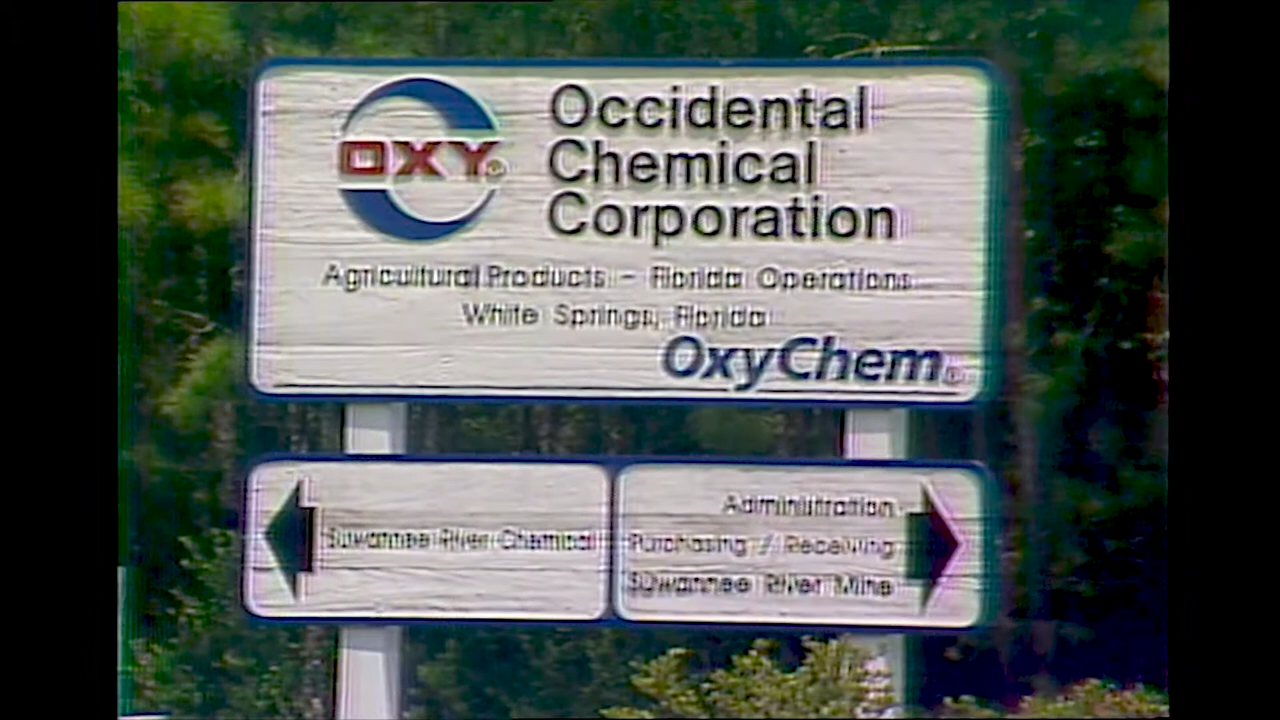 OXY®
Occidental
Chemical
Corporation
Agricultural Products - Florida Operations
White Springs, Florida
OxyChem®
Suwannee River Chemical
Administration
Purchasing / Receiving
Suwannee River Mine